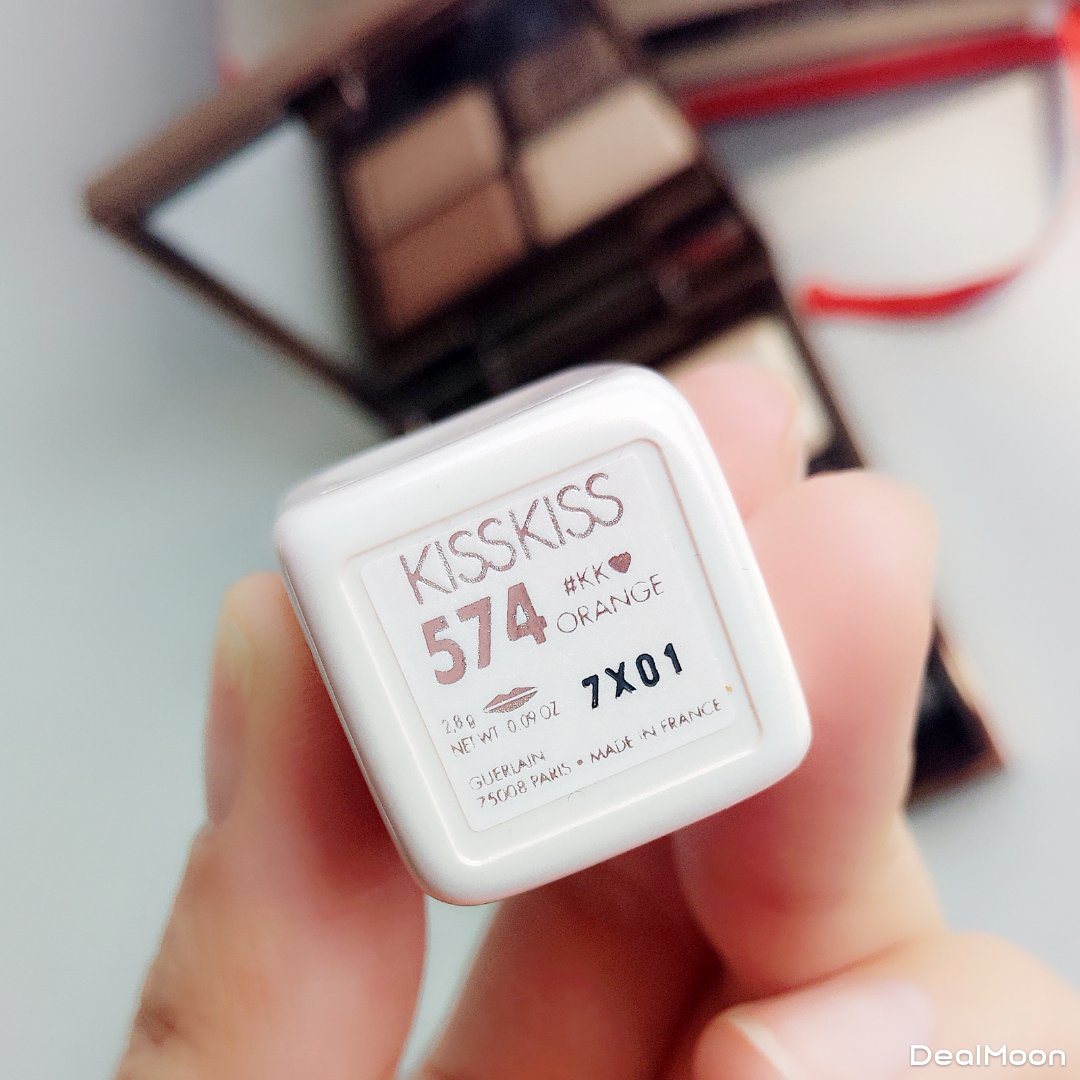 KISSKISS
574 #KK♥
ORANGE
7X01
2,8 g
NET WT 0.09 OZ
GUERLAIN
75008 PARIS • MADE IN FRANCE
DealMoon